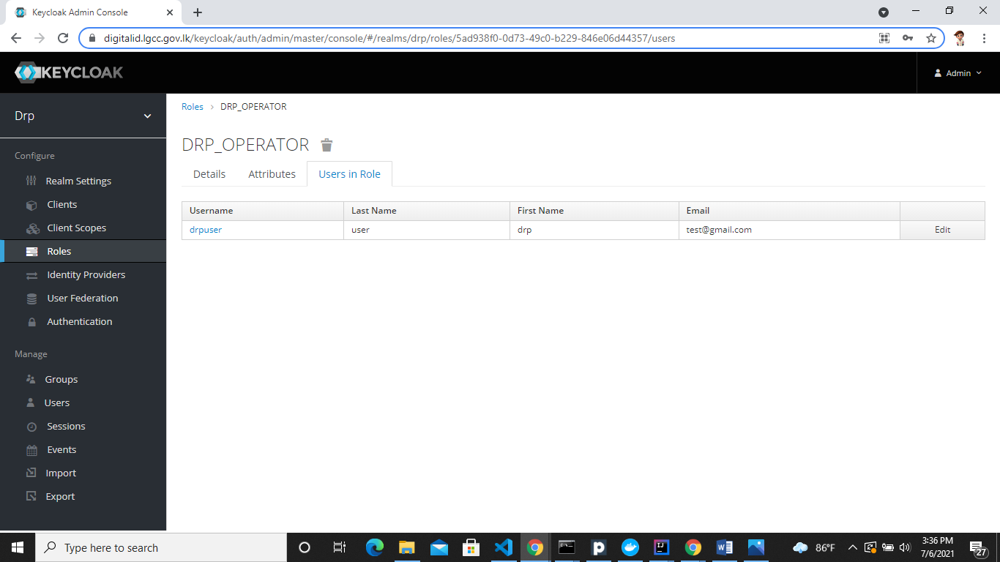 Keycloak Admin Console
digitalid.lgcc.gov.lk/keycloak/auth/admin/master/console/#/realms/drp/roles/5ad938f0-0d73-49c0-b229-846e06d44357/users
KEYCLOAK
Admin
Drp
Configure
Realm Settings
Clients
Client Scopes
Roles
Identity Providers
User Federation
Authentication
Manage
Groups
Users
Sessions
Events
Import
Export
Roles > DRP_OPERATOR
DRP_OPERATOR
Details Attributes Users in Role
Username Last Name First Name Email
drpuser user drp test@gmail.com Edit
Type here to search
86°F
3:36 PM
7/6/2021
27